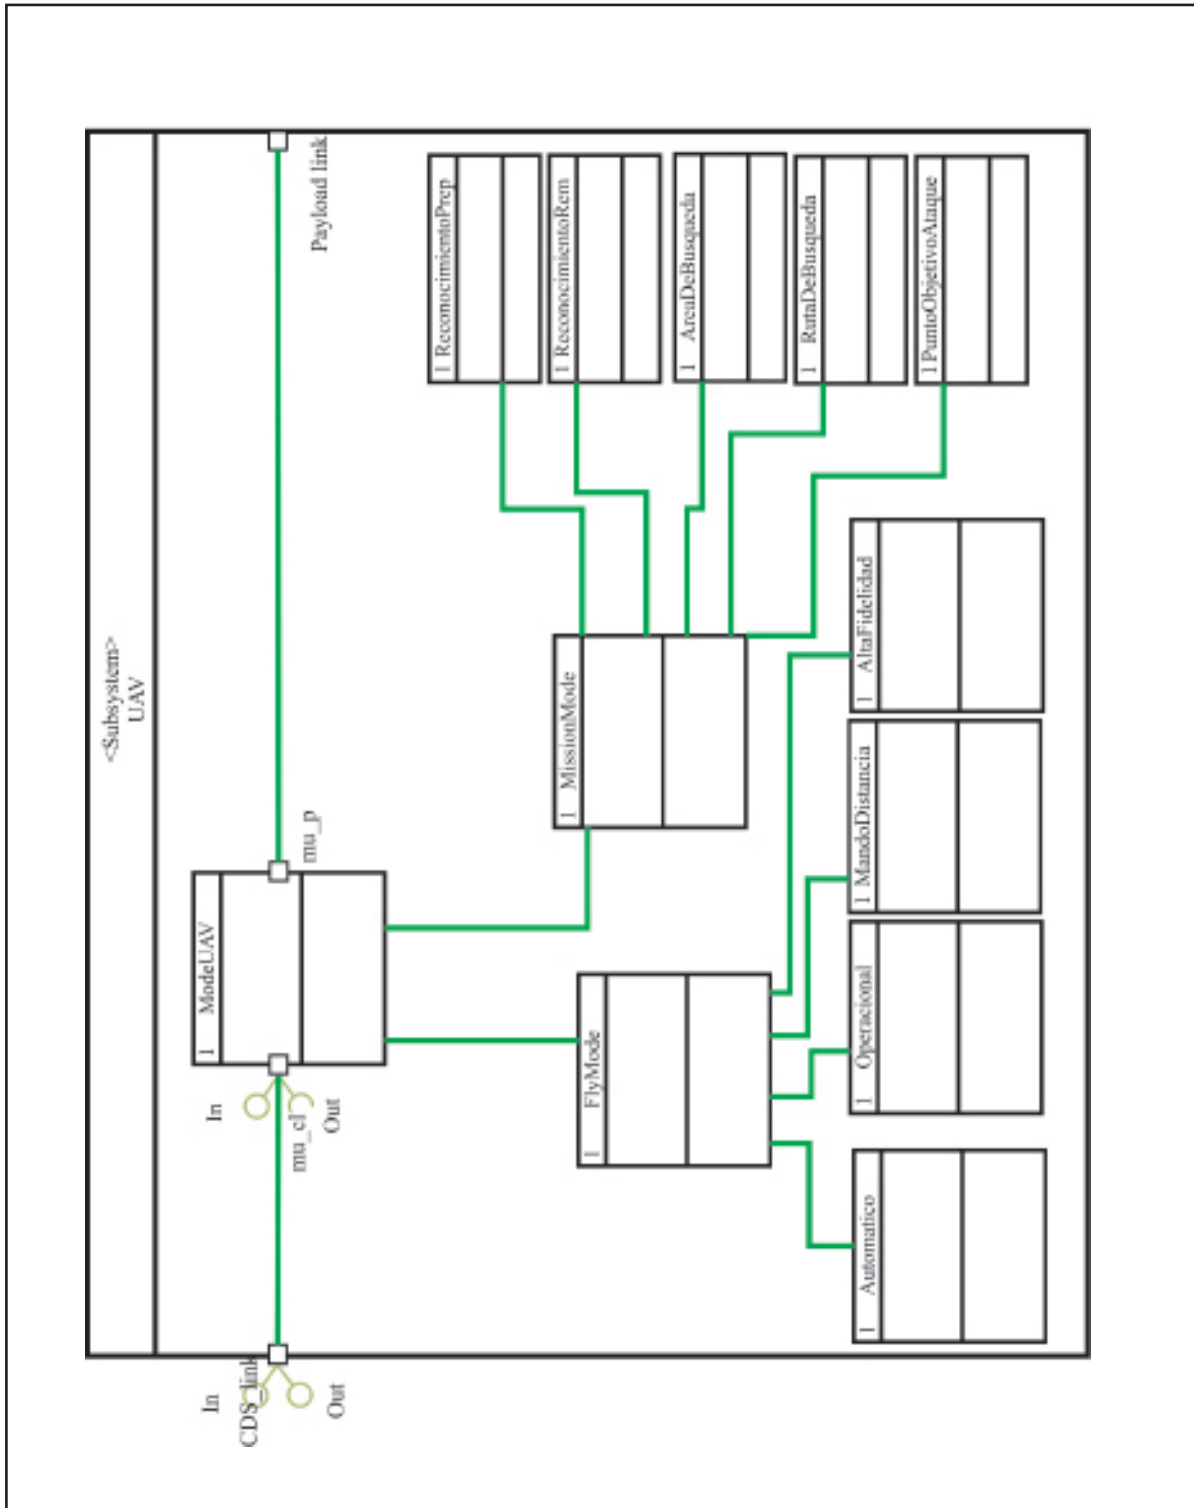 <Subsystem>
UAV
In
CDS_link
Out
In
mu_cl
Out
1 ModeUAV
mu_p
Payload link
1 FlyMode
1 MissionMode
1 ReconocimientoPrep
1 ReconocimientoRem
1 AreaDeBusqueda
1 RutaDeBusqueda
1 PuntoObjetivoAtaque
1 Automatico
1 Operacional
1 MandoDistancia
1 AltaFidelidad